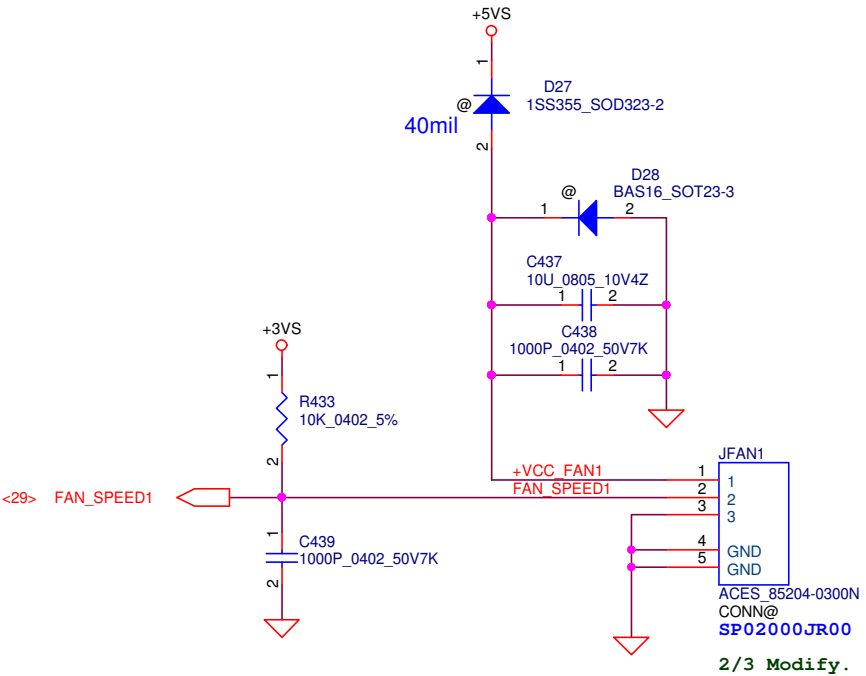 +5VS
1
D27
@
1SS355_SOD323-2
40mil
2
D28
@
BAS16_SOT23-3
1
2
C437
10U_0805_10V4Z
1
2
C438
1000P_0402_50V7K
1
2
+3VS
1
R433
10K_0402_5%
2
JFAN1
+VCC_FAN1
1
1
<29> FAN_SPEED1
FAN_SPEED1
2
2
3
3
1
C439
1000P_0402_50V7K
2
4
GND
5
GND
ACES_85204-0300N
CONN@
SP02000JR00
2/3 Modify.